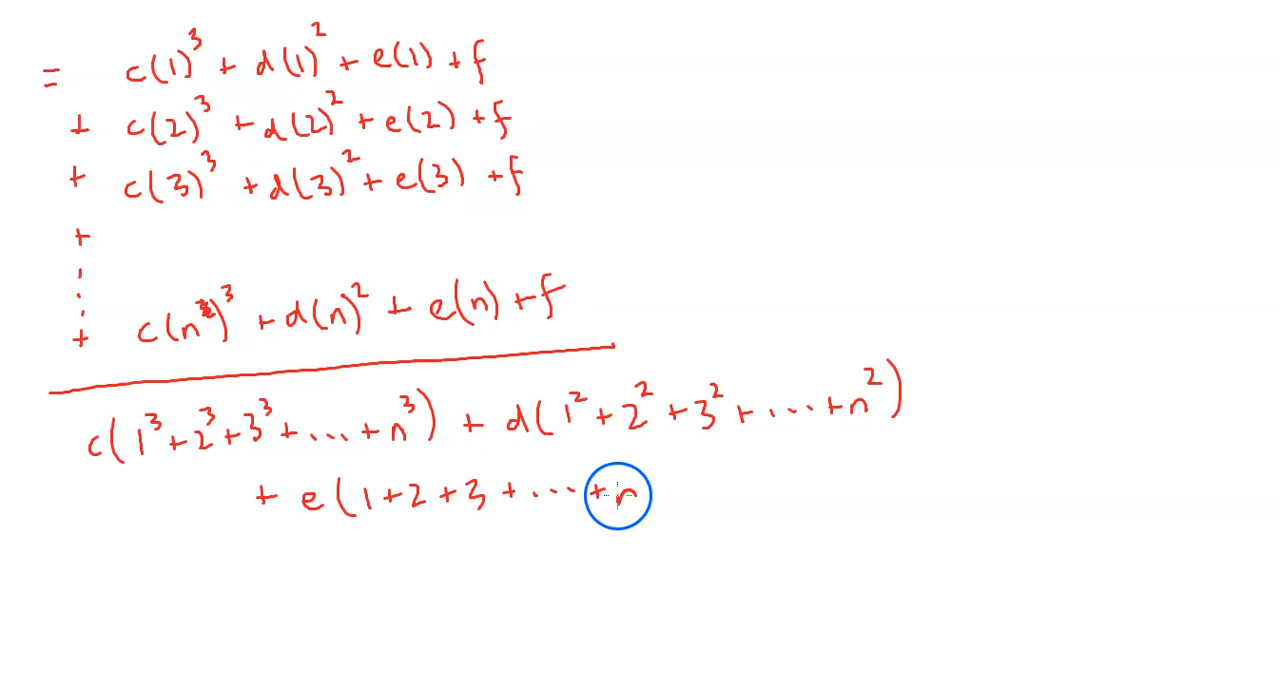 = c(1)³ + d(1)² + e(1) + f
+ c(2)³ + d(2)² + e(2) + f
+ c(3)³ + d(3)² + e(3) + f
+
⋮
+ c(n)³ + d(n)² + e(n) + f
c(1³ + 2³ + 3³ + ... + n³) + d(1² + 2² + 3² + ... + n²)
+ e(1 + 2 + 3 + ... + n